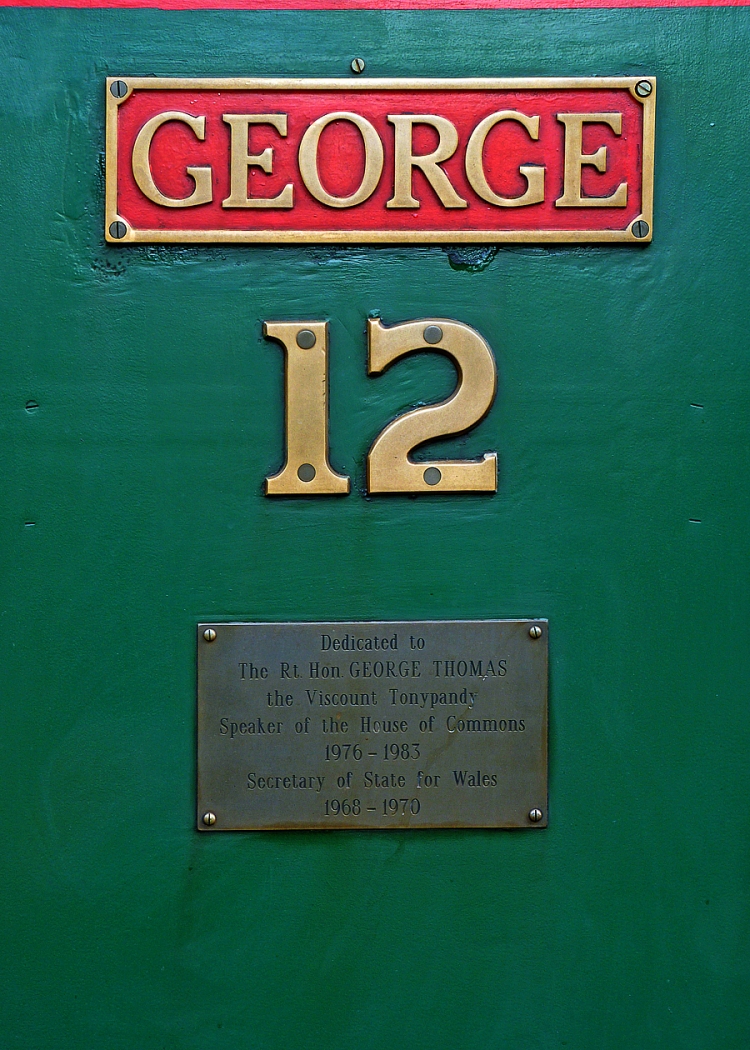 GEORGE
12
Dedicated to
The Rt. Hon. GEORGE THOMAS
the Viscount Tonypandy
Speaker of the House of Commons
1976 – 1983
Secretary of State for Wales
1968 – 1970